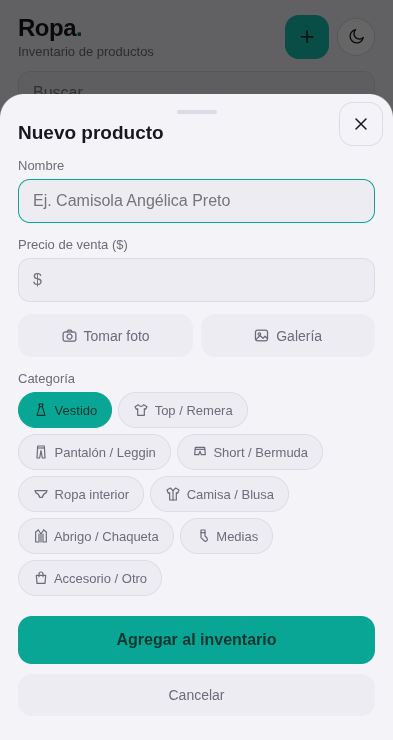 Ropa.
Inventario de productos
Buscar
Nuevo producto
Nombre
Ej. Camisola Angélica Preto
Precio de venta ($)
$
Tomar foto
Galería
Categoría
Vestido
Top / Remera
Pantalón / Leggin
Short / Bermuda
Ropa interior
Camisa / Blusa
Abrigo / Chaqueta
Medias
Accesorio / Otro
Agregar al inventario
Cancelar